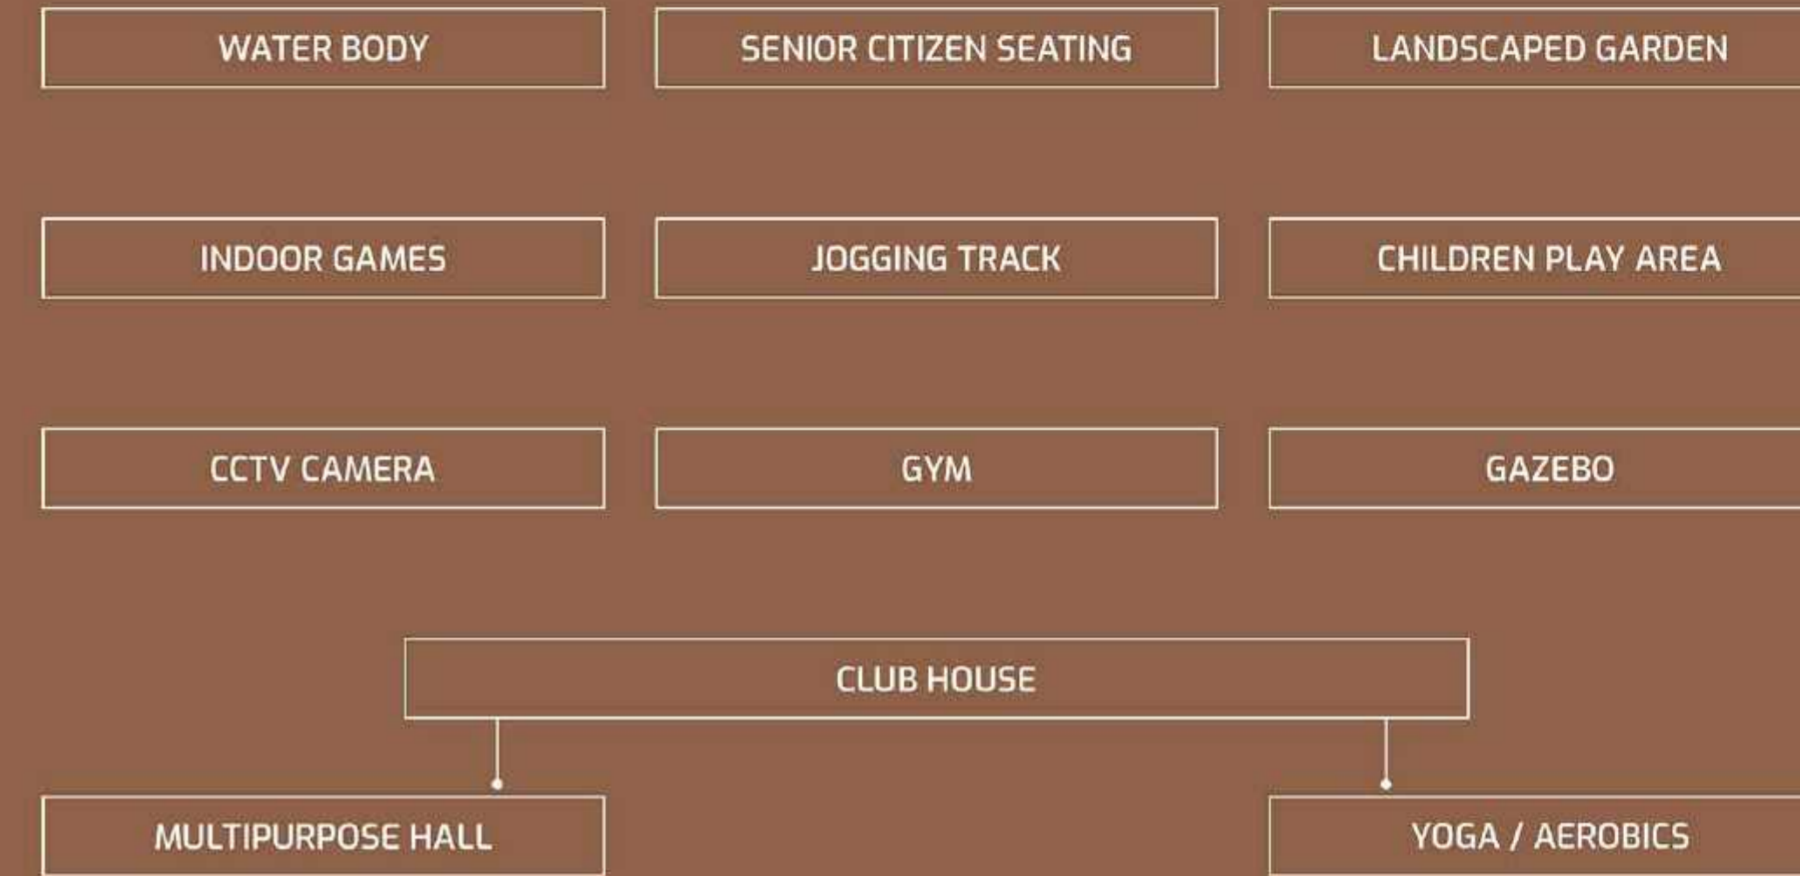 WATER BODY
SENIOR CITIZEN SEATING
LANDSCAPED GARDEN
INDOOR GAMES
JOGGING TRACK
CHILDREN PLAY AREA
CCTV CAMERA
GYM
GAZEBO
CLUB HOUSE
MULTIPURPOSE HALL
YOGA / AEROBICS